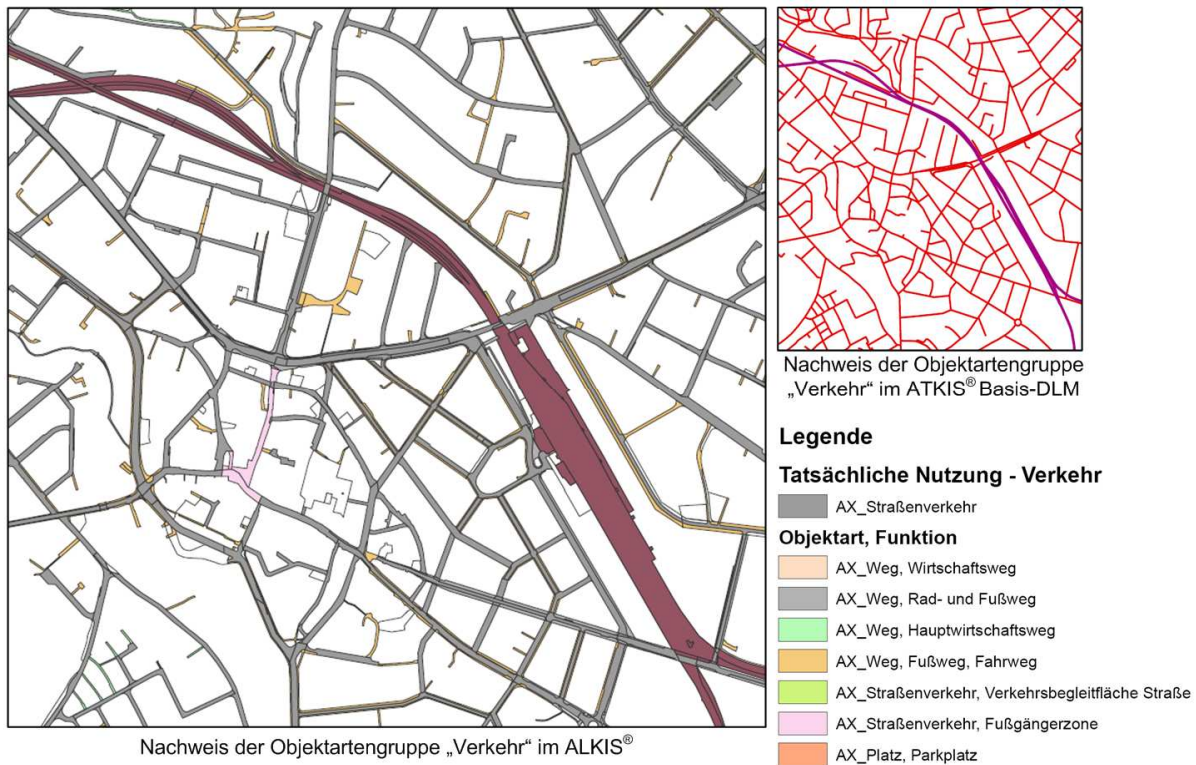 Nachweis der Objektartengruppe „Verkehr“ im ALKIS®
Nachweis der Objektartengruppe
„Verkehr“ im ATKIS® Basis-DLM
Legende
Tatsächliche Nutzung - Verkehr
AX_Straßenverkehr
Objektart, Funktion
AX_Weg, Wirtschaftsweg
AX_Weg, Rad- und Fußweg
AX_Weg, Hauptwirtschaftsweg
AX_Weg, Fußweg, Fahrweg
AX_Straßenverkehr, Verkehrsbegleitfläche Straße
AX_Straßenverkehr, Fußgängerzone
AX_Platz, Parkplatz